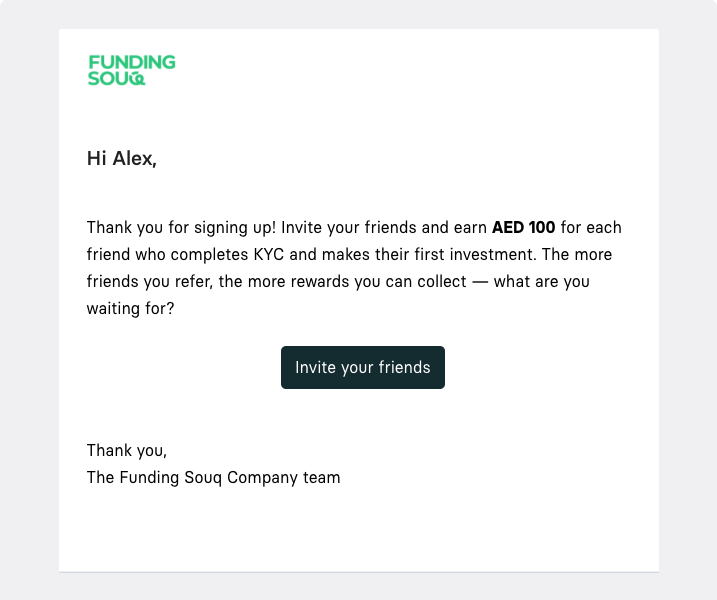 FUNDING
SOUQ
Hi Alex,
Thank you for signing up! Invite your friends and earn AED 100 for each
friend who completes KYC and makes their first investment. The more
friends you refer, the more rewards you can collect — what are you
waiting for?
Invite your friends
Thank you,
The Funding Souq Company team